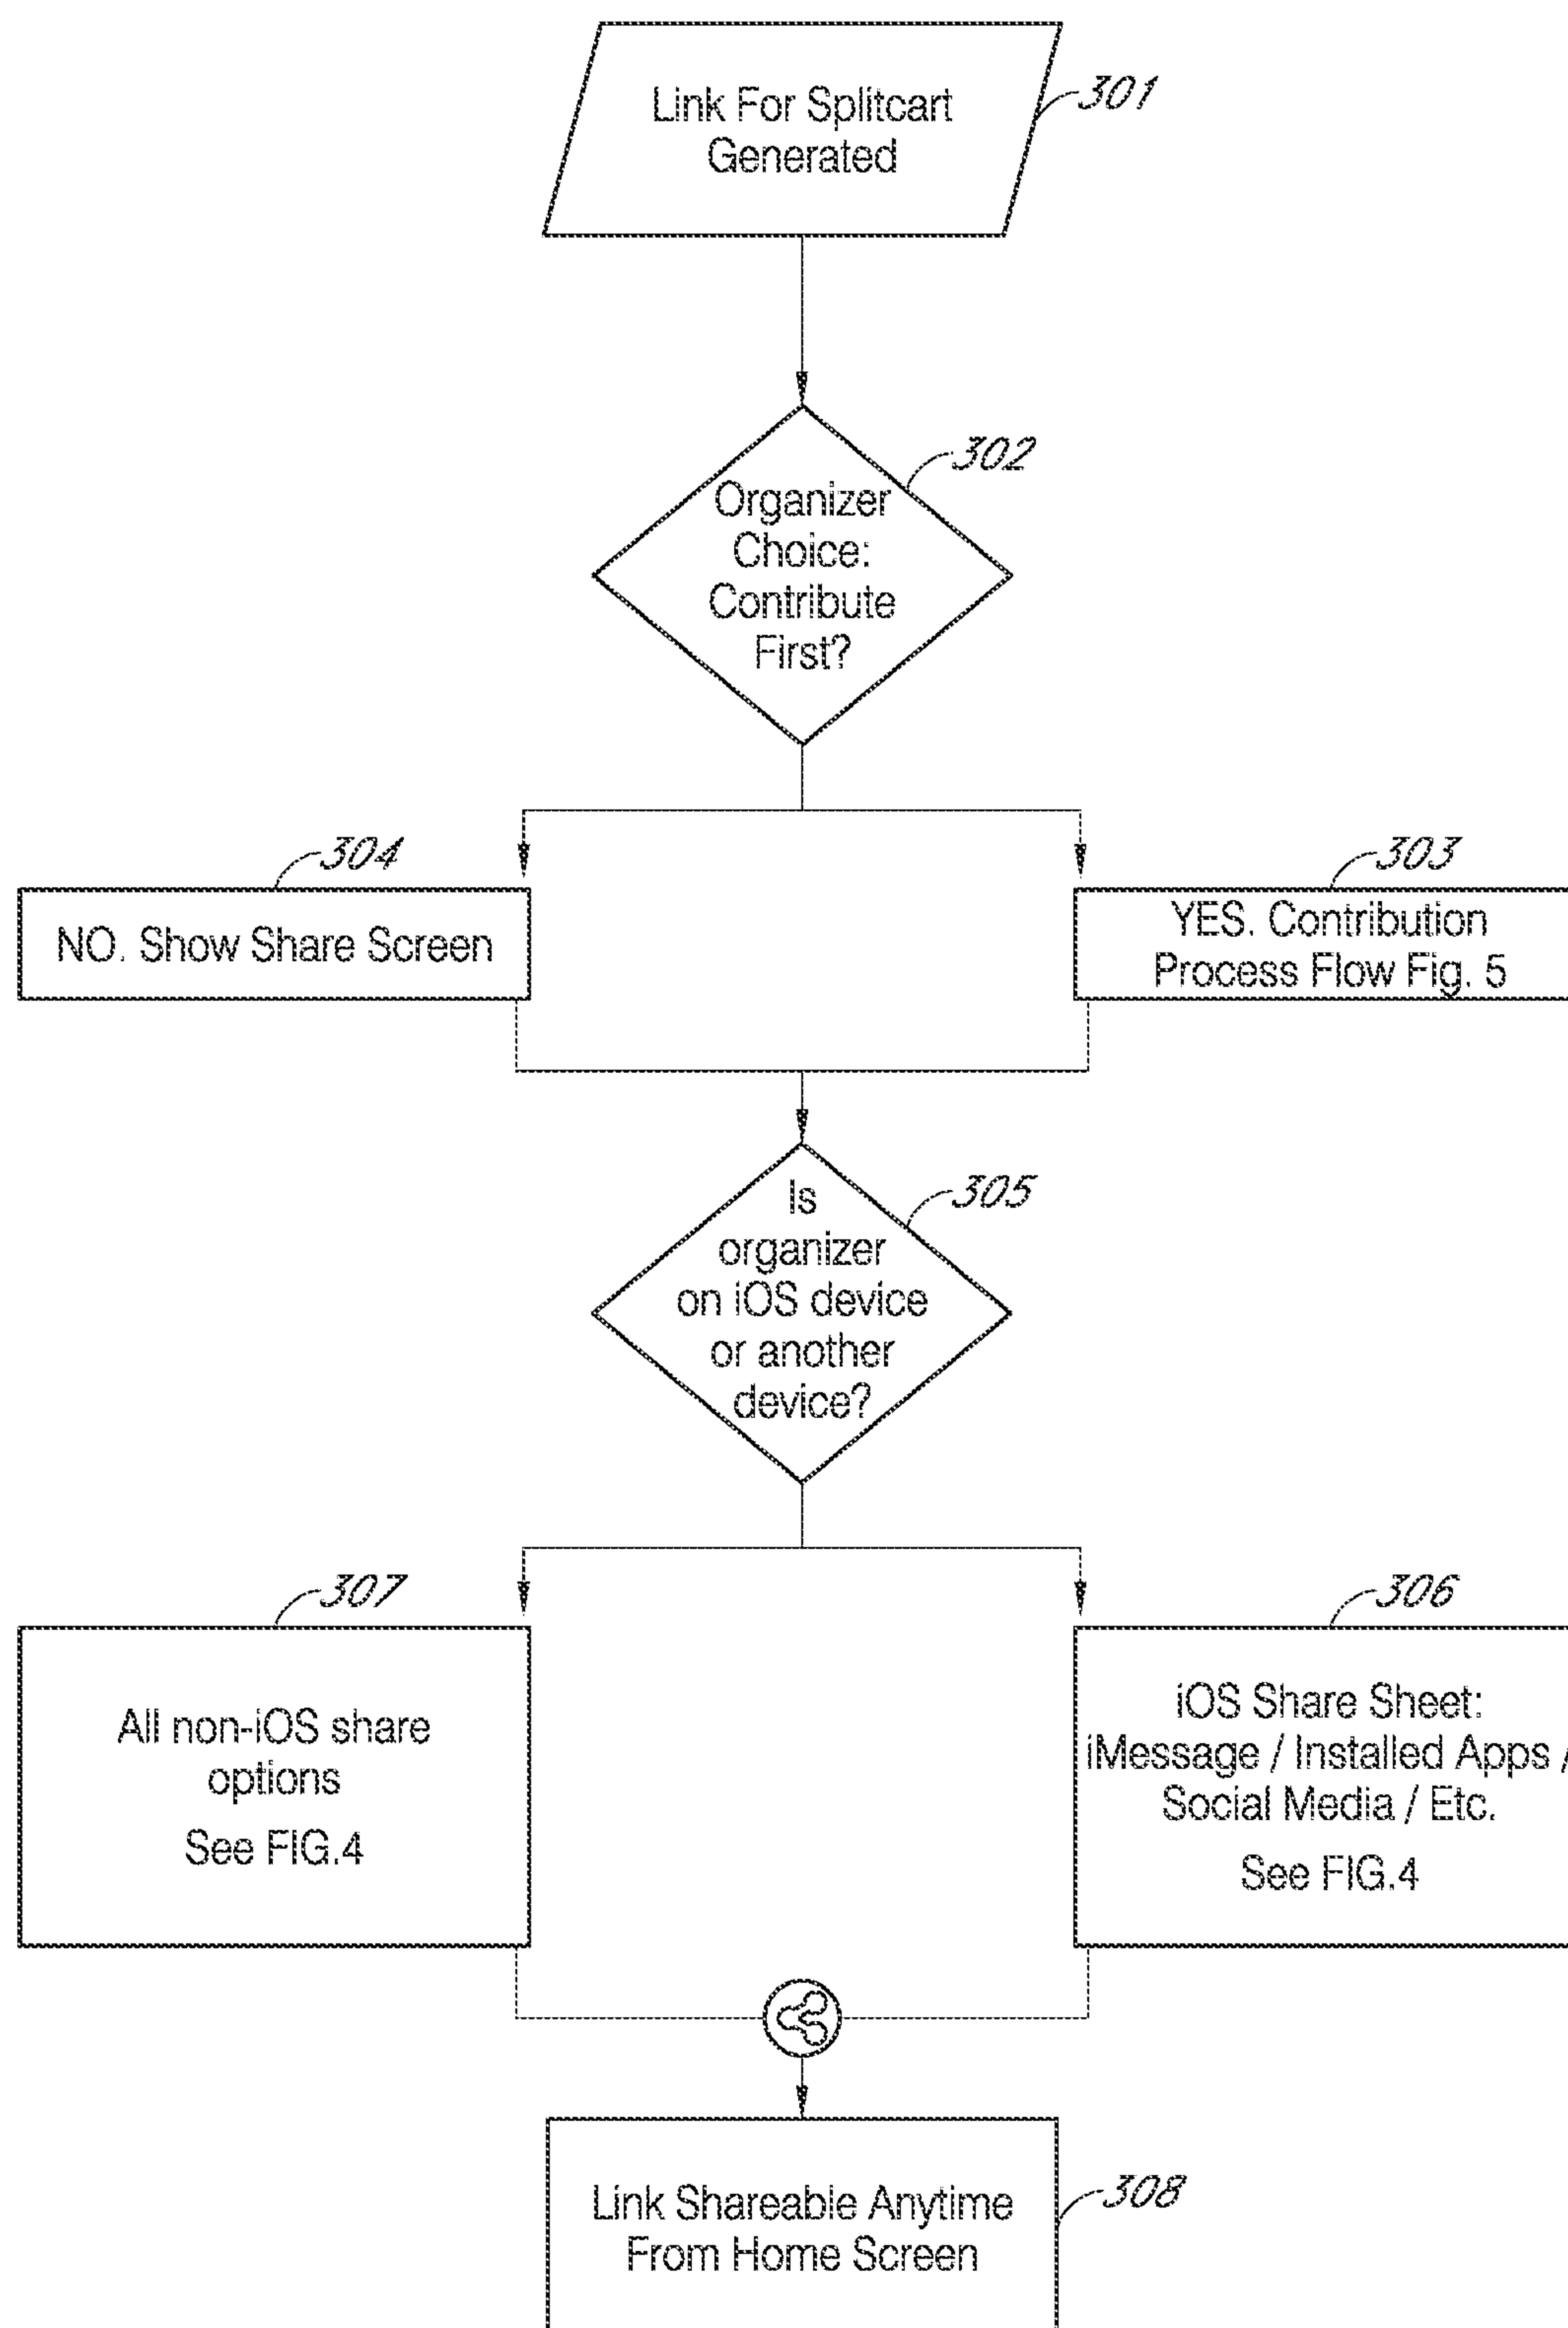 Link For Splitcart
Generated
301
302
Organizer
Choice:
Contribute
First?
304
NO. Show Share Screen
303
YES. Contribution
Process Flow Fig. 5
305
Is
organizer
on iOS device
or another
device?
307
All non-iOS share
options
See FIG.4
306
iOS Share Sheet:
iMessage / Installed Apps /
Social Media / Etc.
See FIG.4
308
Link Shareable Anytime
From Home Screen